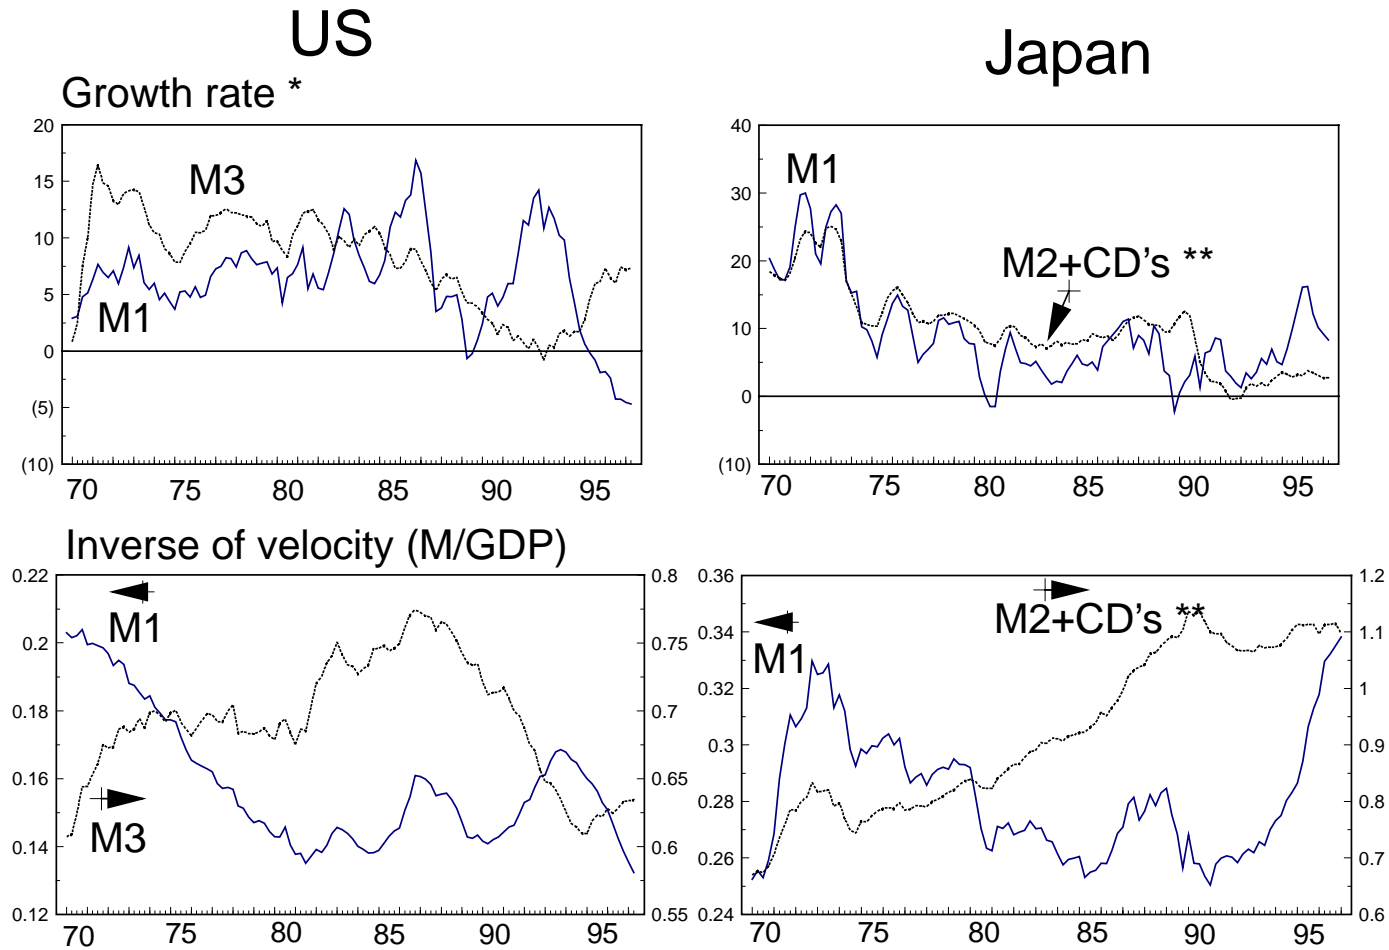 US
Japan
Growth rate *
20
15
10
5
0
(5)
(10)
M3
M1
70 75 80 85 90 95
40
30
20
10
0
(10)
M1
M2+CD's **
70 75 80 85 90 95
Inverse of velocity (M/GDP)
0.22
0.2
0.18
0.16
0.14
0.12
M1
M3
0.8
0.75
0.7
0.65
0.6
0.55
70 75 80 85 90 95
0.36
0.34
0.32
0.3
0.28
0.26
0.24
M1
M2+CD's **
1.2
1.1
1
0.9
0.8
0.7
0.6
70 75 80 85 90 95